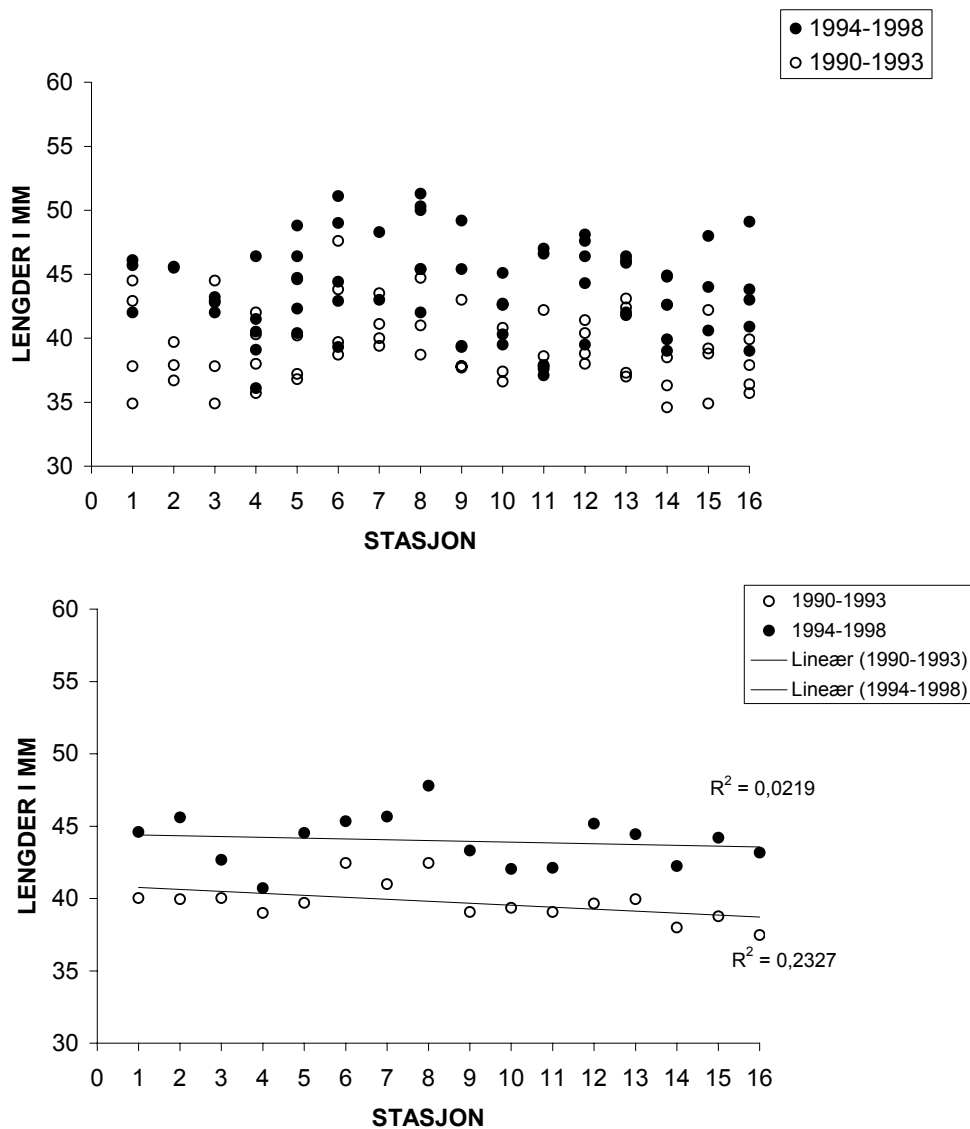 1994-1998
1990-1993
60
55
50
45
40
35
30
LENGDER I MM
0 1 2 3 4 5 6 7 8 9 10 11 12 13 14 15 16
STASJON
1990-1993
1994-1998
Lineær (1990-1993)
Lineær (1994-1998)
60
55
50
45
40
35
30
LENGDER I MM
R² = 0,0219
R² = 0,2327
0 1 2 3 4 5 6 7 8 9 10 11 12 13 14 15 16
STASJON